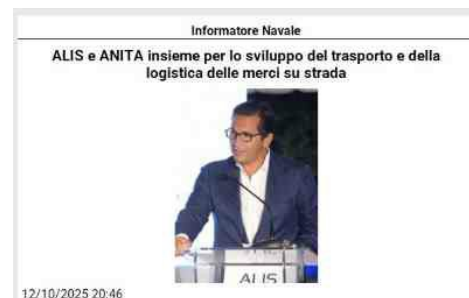 Informatore Navale
ALIS e ANITA insieme per lo sviluppo del trasporto e della
logistica delle merci su strada
ALIS
12/10/2025 20:46